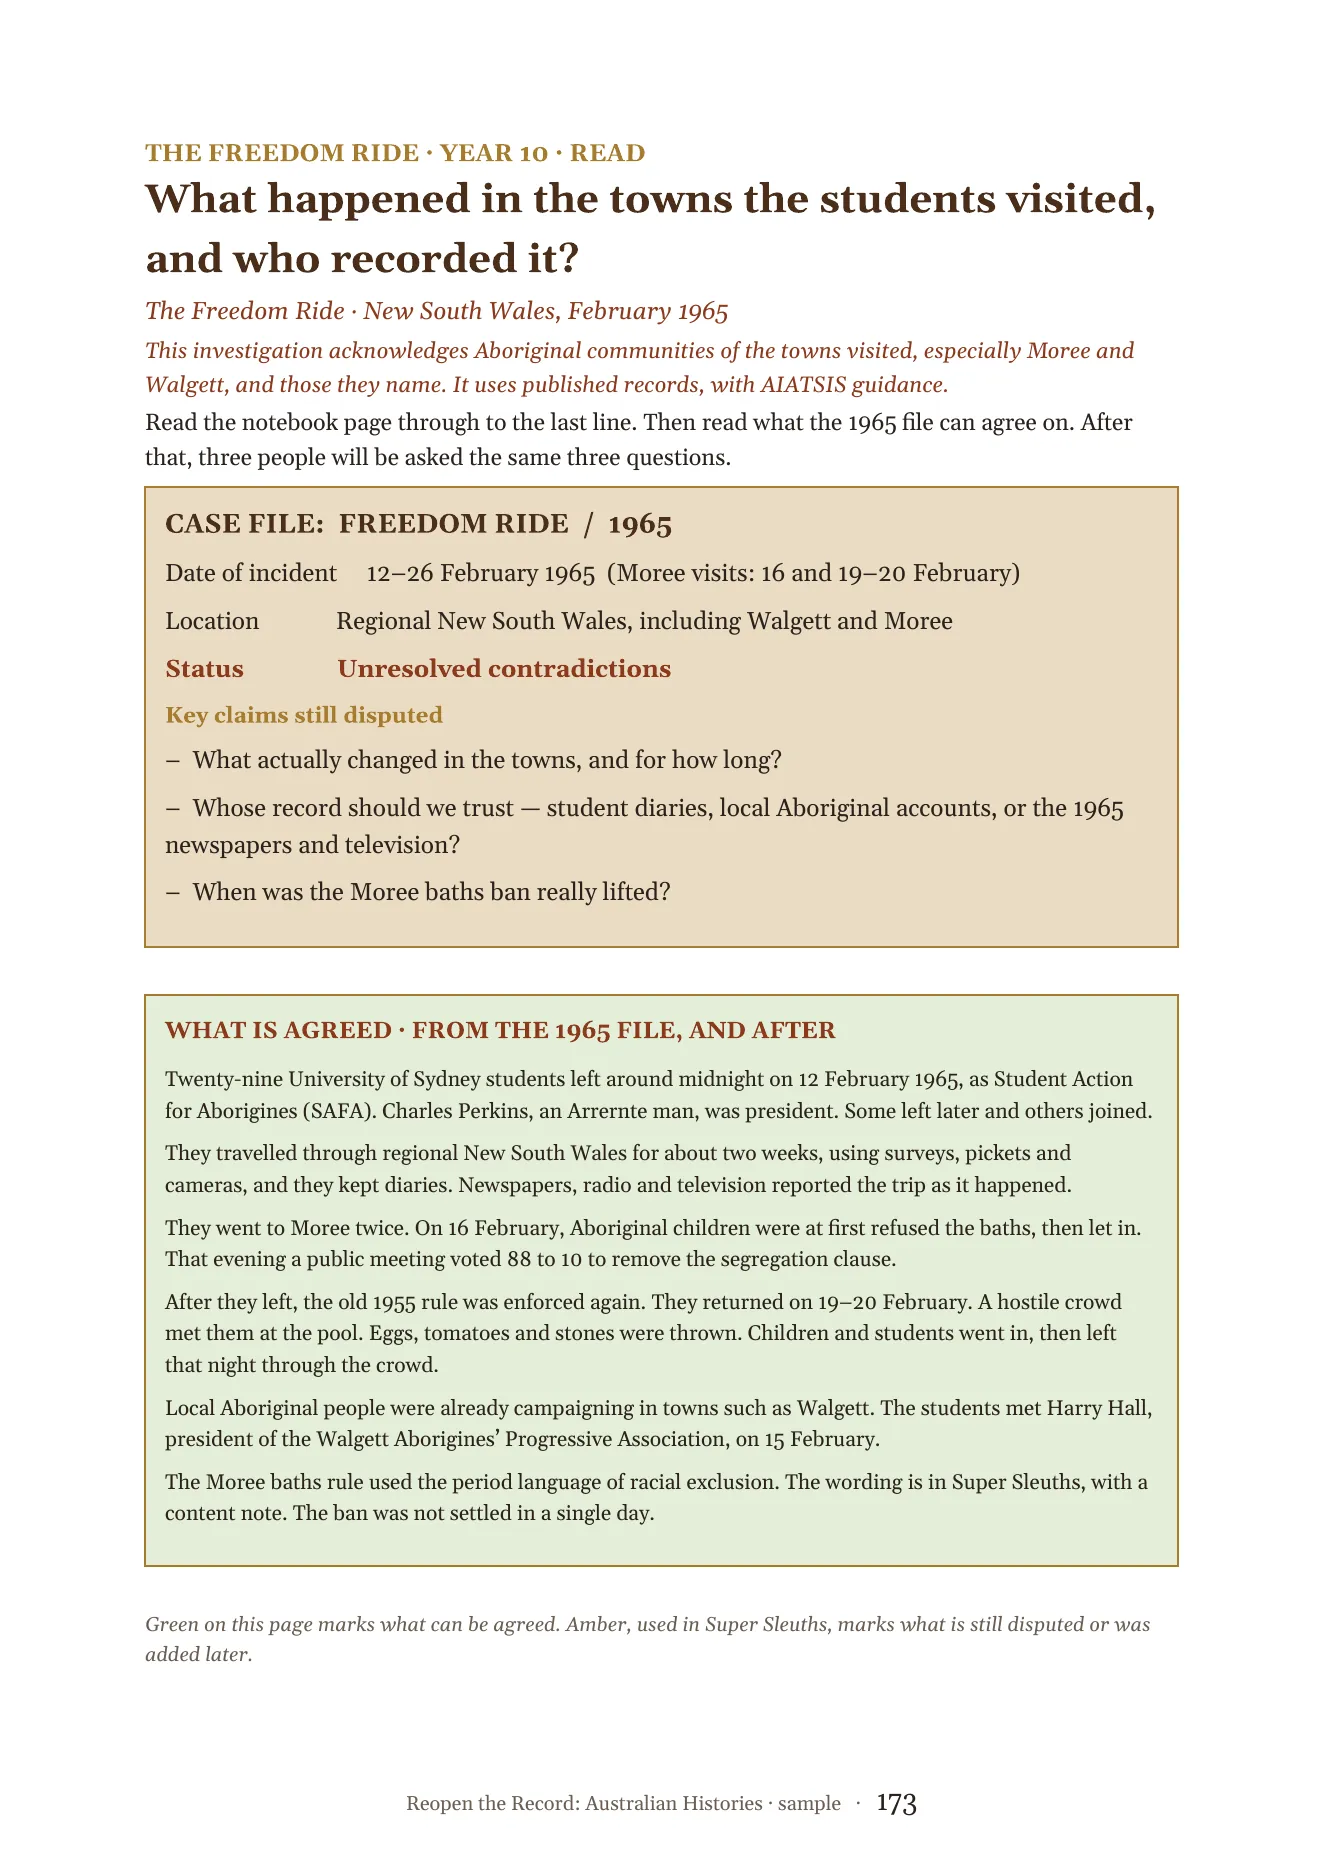 THE FREEDOM RIDE · YEAR 10 · READ
What happened in the towns the students visited,
and who recorded it?
The Freedom Ride · New South Wales, February 1965
This investigation acknowledges Aboriginal communities of the towns visited, especially Moree and
Walgett, and those they name. It uses published records, with AIATSIS guidance.
Read the notebook page through to the last line. Then read what the 1965 file can agree on. After
that, three people will be asked the same three questions.
CASE FILE: FREEDOM RIDE / 1965
Date of incident 12–26 February 1965 (Moree visits: 16 and 19–20 February)
Location Regional New South Wales, including Walgett and Moree
Status Unresolved contradictions
Key claims still disputed
– What actually changed in the towns, and for how long?
– Whose record should we trust — student diaries, local Aboriginal accounts, or the 1965
newspapers and television?
– When was the Moree baths ban really lifted?
WHAT IS AGREED · FROM THE 1965 FILE, AND AFTER
Twenty-nine University of Sydney students left around midnight on 12 February 1965, as Student Action
for Aborigines (SAFA). Charles Perkins, an Arrernte man, was president. Some left later and others joined.
They travelled through regional New South Wales for about two weeks, using surveys, pickets and
cameras, and they kept diaries. Newspapers, radio and television reported the trip as it happened.
They went to Moree twice. On 16 February, Aboriginal children were at first refused the baths, then let in.
That evening a public meeting voted 88 to 10 to remove the segregation clause.
After they left, the old 1955 rule was enforced again. They returned on 19–20 February. A hostile crowd
met them at the pool. Eggs, tomatoes and stones were thrown. Children and students went in, then left
that night through the crowd.
Local Aboriginal people were already campaigning in towns such as Walgett. The students met Harry Hall,
president of the Walgett Aborigines’ Progressive Association, on 15 February.
The Moree baths rule used the period language of racial exclusion. The wording is in Super Sleuths, with a
content note. The ban was not settled in a single day.
Green on this page marks what can be agreed. Amber, used in Super Sleuths, marks what is still disputed or was
added later.
Reopen the Record: Australian Histories · sample · 173